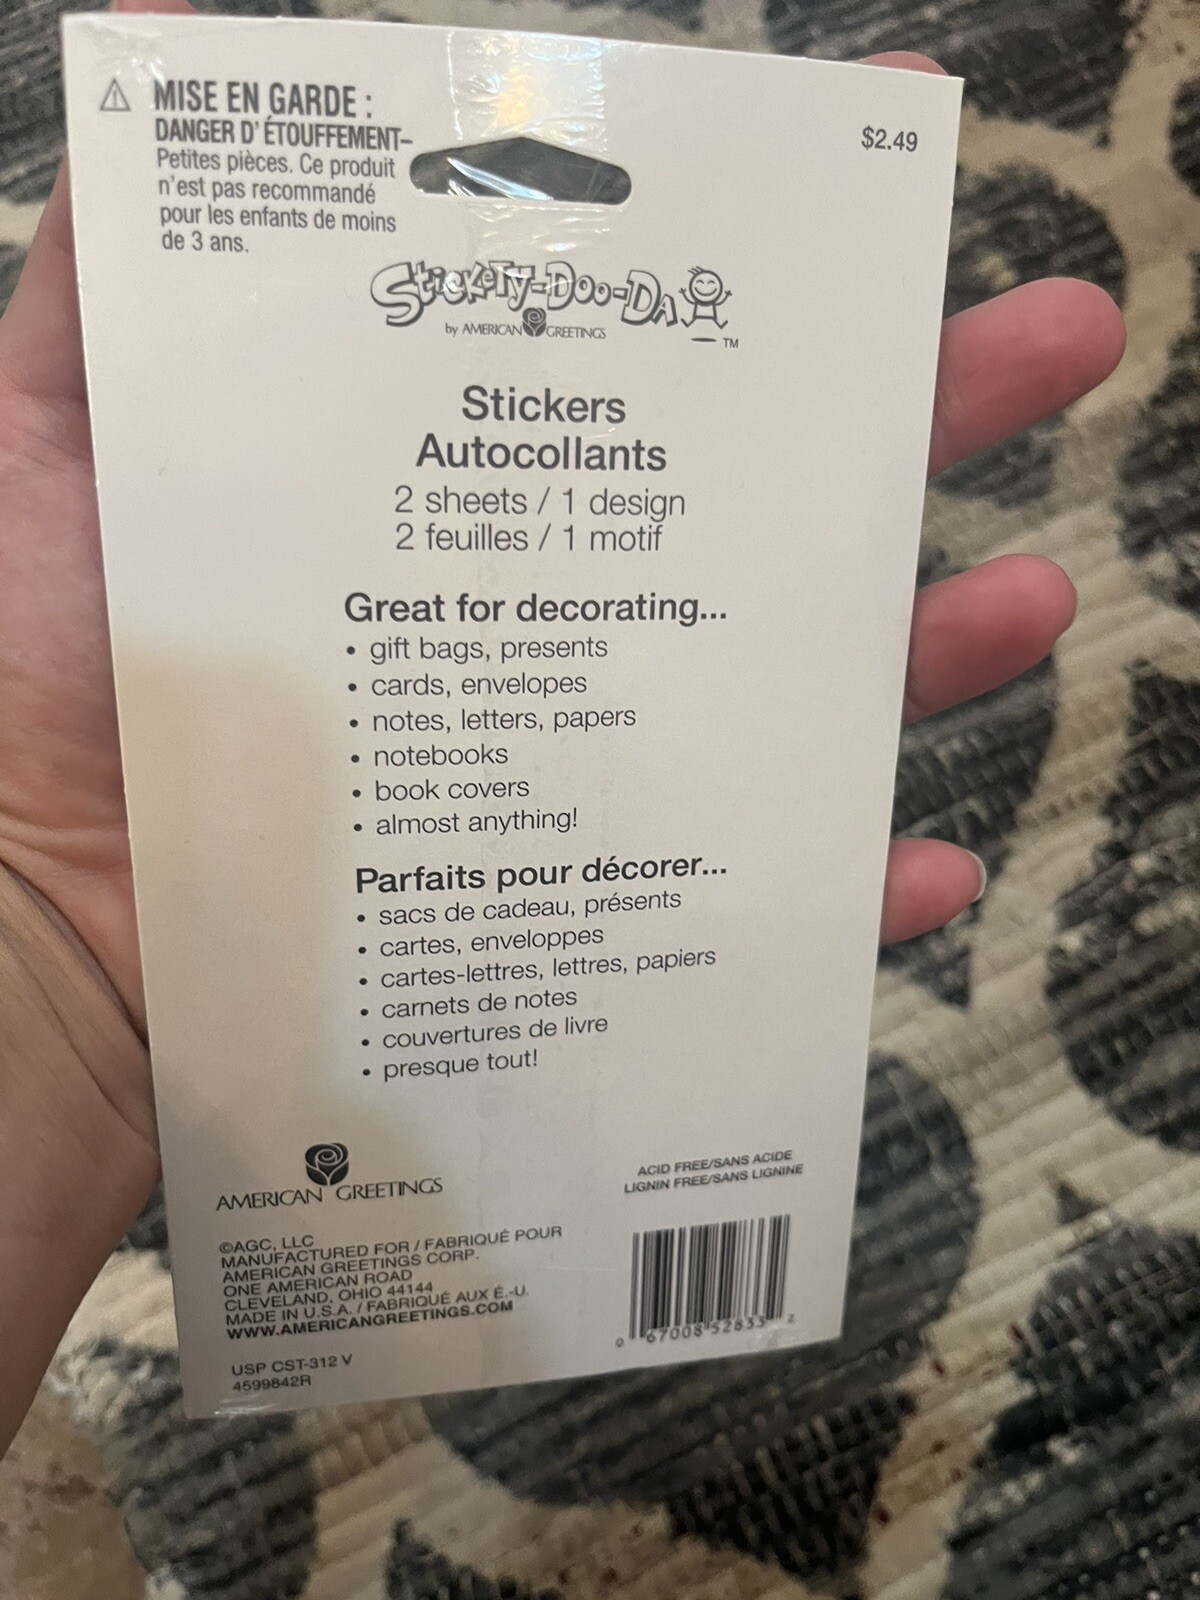 ⚠ MISE EN GARDE :
DANGER D'ÉTOUFFEMENT–
Petites pièces. Ce produit
n'est pas recommandé
pour les enfants de moins
de 3 ans.
$2.49
Stickety-Doo-Da
by AMERICAN GREETINGS
TM
Stickers
Autocollants
2 sheets / 1 design
2 feuilles / 1 motif
Great for decorating...
• gift bags, presents
• cards, envelopes
• notes, letters, papers
• notebooks
• book covers
• almost anything!
Parfaits pour décorer...
• sacs de cadeau, présents
• cartes, enveloppes
• cartes-lettres, lettres, papiers
• carnets de notes
• couvertures de livre
• presque tout!
AMERICAN GREETINGS
©AGC, LLC
MANUFACTURED FOR / FABRIQUÉ POUR
AMERICAN GREETINGS CORP.
ONE AMERICAN ROAD
CLEVELAND, OHIO 44144
MADE IN U.S.A. / FABRIQUÉ AUX É.-U.
WWW.AMERICANGREETINGS.COM
USP CST-312 V
4599842R
ACID FREE/SANS ACIDE
LIGNIN FREE/SANS LIGNINE
0 67008 52833 2